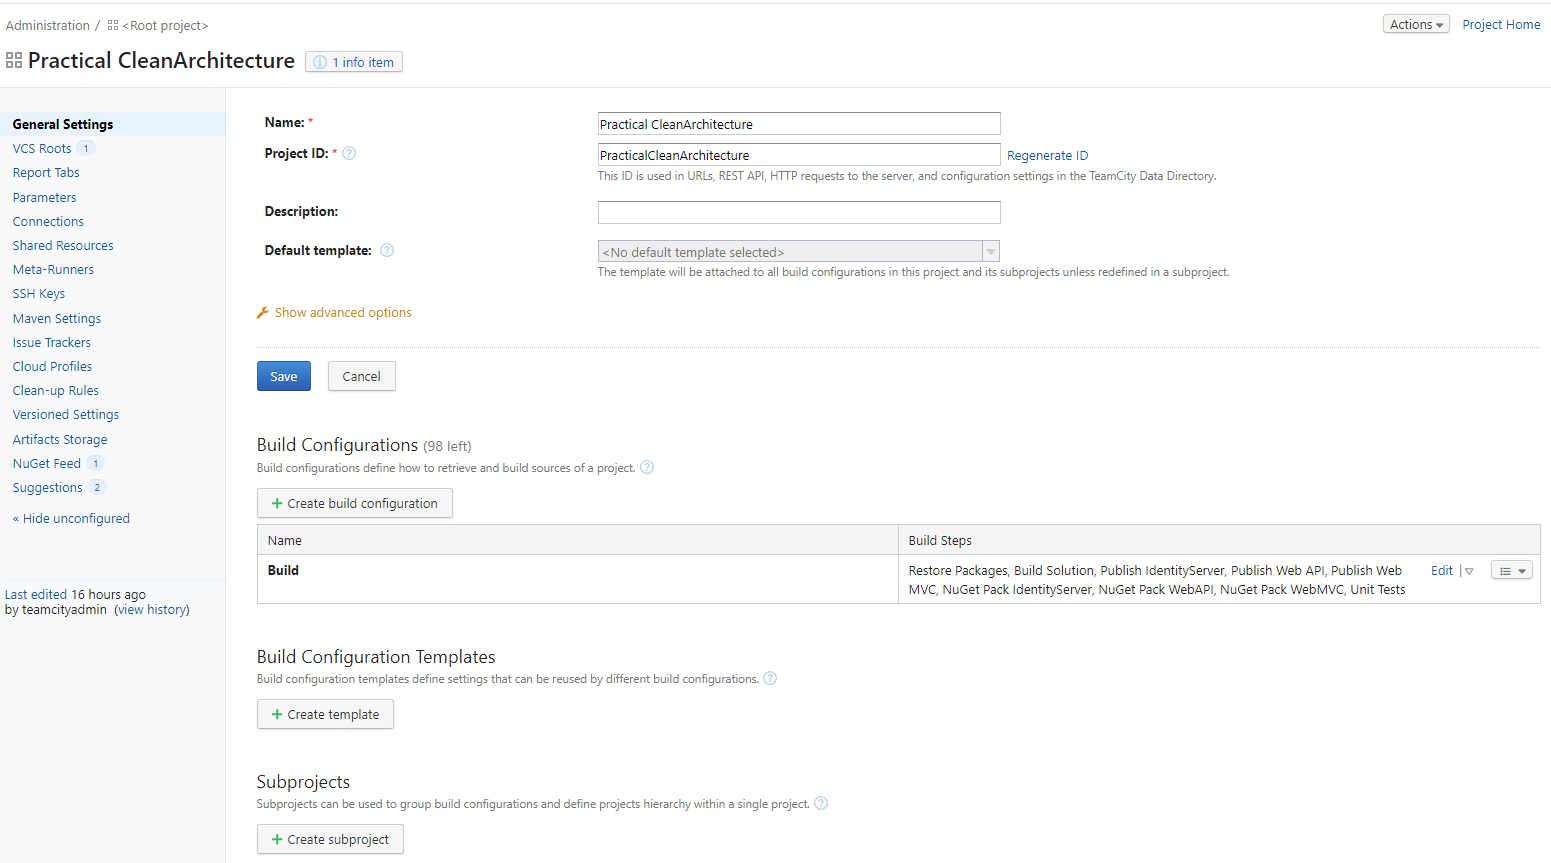 Administration / <Root project>
Actions
Project Home
Practical CleanArchitecture
1 info item
General Settings
VCS Roots 1
Report Tabs
Parameters
Connections
Shared Resources
Meta-Runners
SSH Keys
Maven Settings
Issue Trackers
Cloud Profiles
Clean-up Rules
Versioned Settings
Artifacts Storage
NuGet Feed 1
Suggestions 2
« Hide unconfigured
Last edited 16 hours ago
by teamcityadmin (view history)
Name: *
Practical CleanArchitecture
Project ID: * ?
PracticalCleanArchitecture
Regenerate ID
This ID is used in URLs, REST API, HTTP requests to the server, and configuration settings in the TeamCity Data Directory.
Description:
Default template: ?
<No default template selected>
The template will be attached to all build configurations in this project and its subprojects unless redefined in a subproject.
Show advanced options
Save
Cancel
Build Configurations (98 left)
Build configurations define how to retrieve and build sources of a project. ?
+ Create build configuration
Name
Build Steps
Build
Restore Packages, Build Solution, Publish IdentityServer, Publish Web API, Publish Web
MVC, NuGet Pack IdentityServer, NuGet Pack WebAPI, NuGet Pack WebMVC, Unit Tests
Edit
Build Configuration Templates
Build configuration templates define settings that can be reused by different build configurations. ?
+ Create template
Subprojects
Subprojects can be used to group build configurations and define projects hierarchy within a single project. ?
+ Create subproject